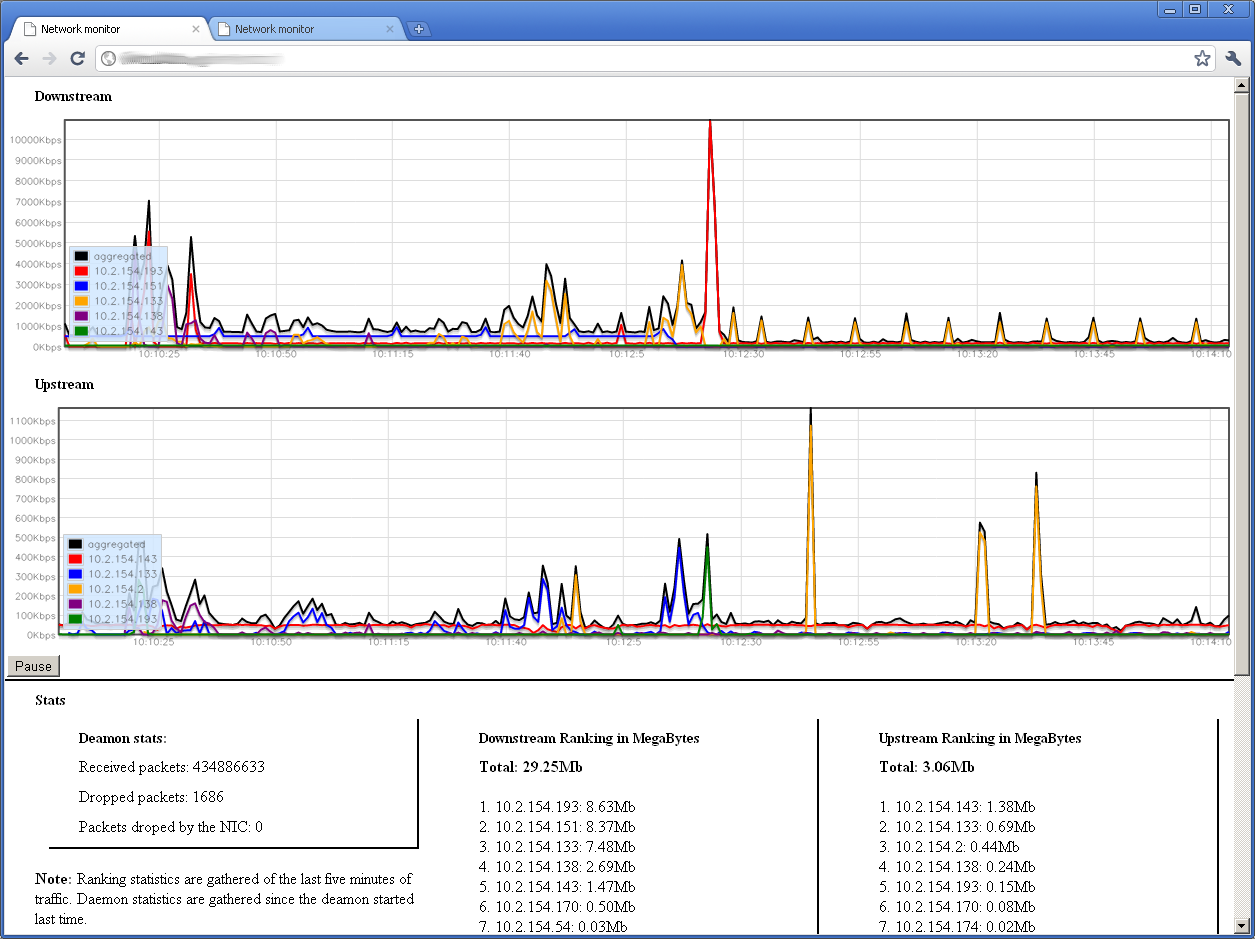 Network monitor
Network monitor
Downstream
10000Kbps
9000Kbps
8000Kbps
7000Kbps
6000Kbps
5000Kbps
4000Kbps
3000Kbps
2000Kbps
1000Kbps
0Kbps
aggregated
10.2.154.193
10.2.154.151
10.2.154.133
10.2.154.138
10.2.154.143
10:10:25 10:10:50 10:11:15 10:11:40 10:12:5 10:12:30 10:12:55 10:13:20 10:13:45 10:14:10
Upstream
1100Kbps
1000Kbps
900Kbps
800Kbps
700Kbps
600Kbps
500Kbps
400Kbps
300Kbps
200Kbps
100Kbps
0Kbps
aggregated
10.2.154.143
10.2.154.133
10.2.154.2
10.2.154.138
10.2.154.193
10:10:25 10:10:50 10:11:15 10:11:40 10:12:5 10:12:30 10:12:55 10:13:20 10:13:45 10:14:10
Pause
Stats
Deamon stats:
Received packets: 434886633
Dropped packets: 1686
Packets droped by the NIC: 0
Note: Ranking statistics are gathered of the last five minutes of
traffic. Daemon statistics are gathered since the deamon started
last time.
Downstream Ranking in MegaBytes
Total: 29.25Mb
1. 10.2.154.193: 8.63Mb
2. 10.2.154.151: 8.37Mb
3. 10.2.154.133: 7.48Mb
4. 10.2.154.138: 2.69Mb
5. 10.2.154.143: 1.47Mb
6. 10.2.154.170: 0.50Mb
7. 10.2.154.54: 0.03Mb
Upstream Ranking in MegaBytes
Total: 3.06Mb
1. 10.2.154.143: 1.38Mb
2. 10.2.154.133: 0.69Mb
3. 10.2.154.2: 0.44Mb
4. 10.2.154.138: 0.24Mb
5. 10.2.154.193: 0.15Mb
6. 10.2.154.170: 0.08Mb
7. 10.2.154.174: 0.02Mb